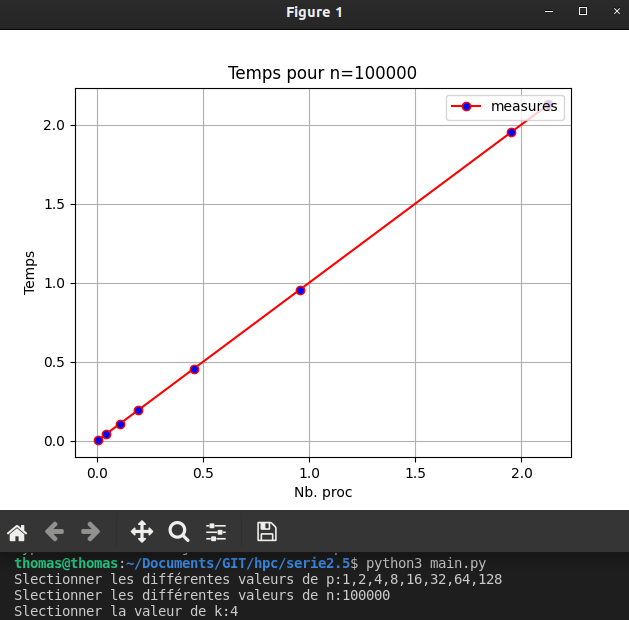 Figure 1
Temps pour n=100000
measures
2.0
1.5
1.0
0.5
0.0
Temps
0.0 0.5 1.0 1.5 2.0
Nb. proc
thomas@thomas:~/Documents/GIT/hpc/serie2.5$ python3 main.py
Slectionner les différentes valeurs de p:1,2,4,8,16,32,64,128
Slectionner les différentes valeurs de n:100000
Slectionner la valeur de k:4